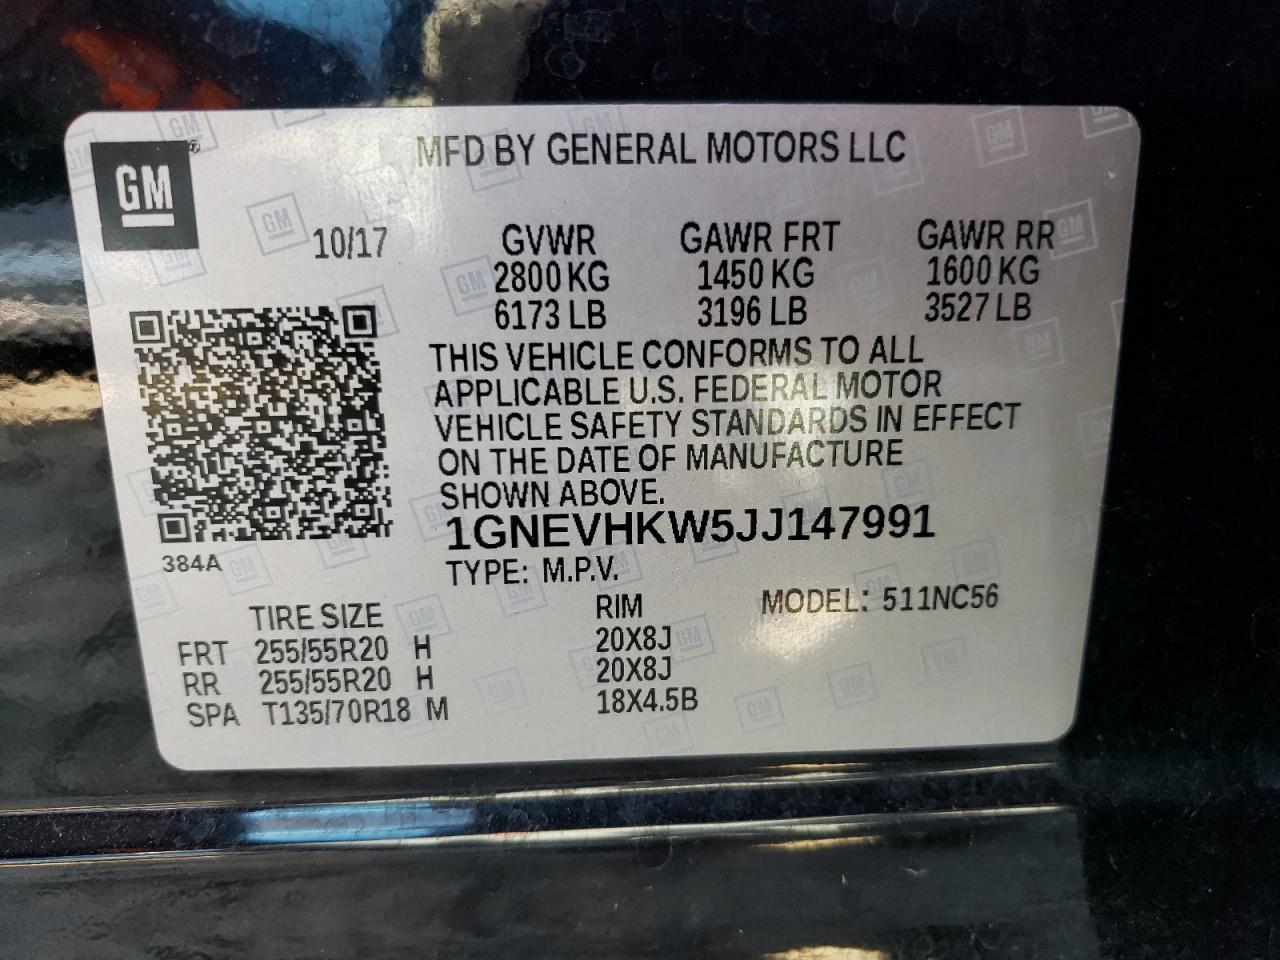 GM®
MFD BY GENERAL MOTORS LLC
10/17 GVWR GAWR FRT GAWR RR
2800 KG 1450 KG 1600 KG
6173 LB 3196 LB 3527 LB
THIS VEHICLE CONFORMS TO ALL
APPLICABLE U.S. FEDERAL MOTOR
VEHICLE SAFETY STANDARDS IN EFFECT
ON THE DATE OF MANUFACTURE
SHOWN ABOVE.
1GNEVHKW5JJ147991
384A
TYPE: M.P.V.
TIRE SIZE RIM MODEL: 511NC56
FRT 255/55R20 H 20X8J
RR 255/55R20 H 20X8J
SPA T135/70R18 M 18X4.5B